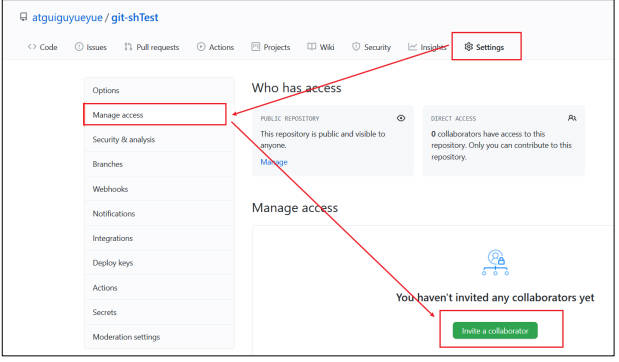 atguiguyueyue / git-shTest
Code Issues Pull requests Actions Projects Wiki Security Insights Settings
Options
Manage access
Security & analysis
Branches
Webhooks
Notifications
Integrations
Deploy keys
Actions
Secrets
Moderation settings
Who has access
PUBLIC REPOSITORY
This repository is public and visible to
anyone.
Manage
DIRECT ACCESS
0 collaborators have access to this
repository. Only you can contribute to this
repository.
Manage access
You haven't invited any collaborators yet
Invite a collaborator